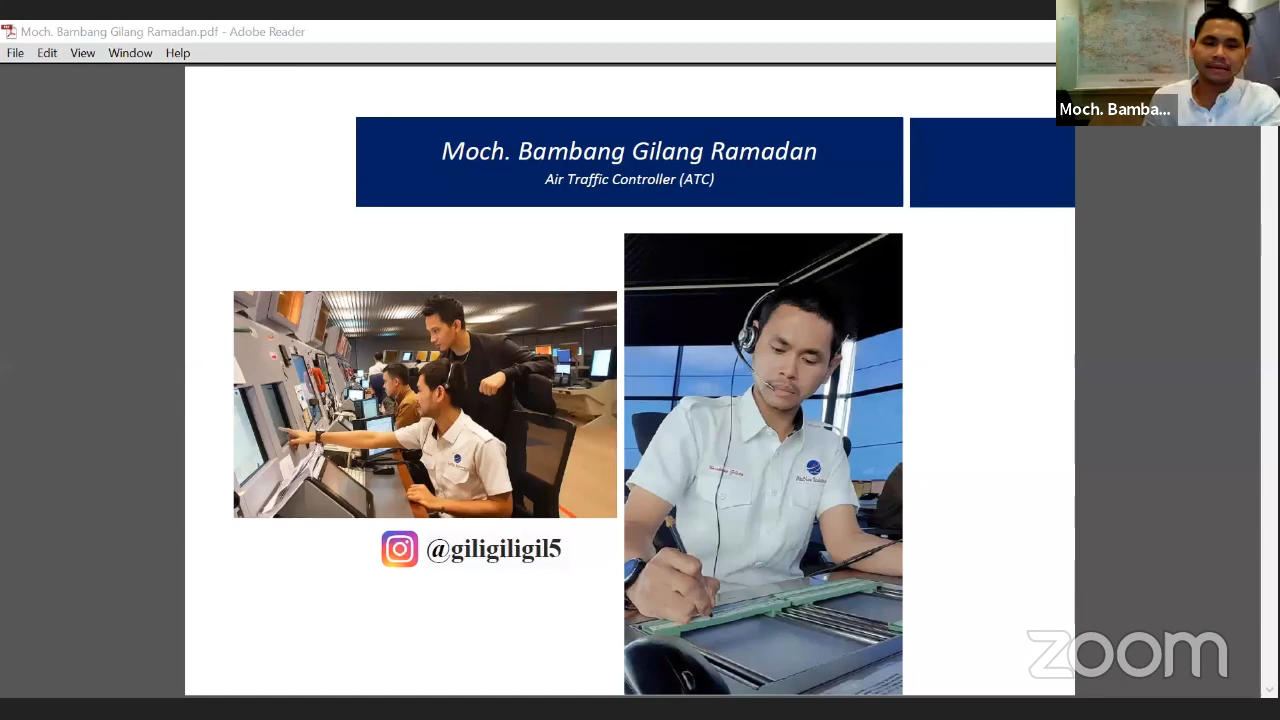 Moch. Bambang Gilang Ramadan.pdf - Adobe Reader
File Edit View Window Help
Moch. Bamba...
Moch. Bambang Gilang Ramadan
Air Traffic Controller (ATC)
@giligiligil5
zoom